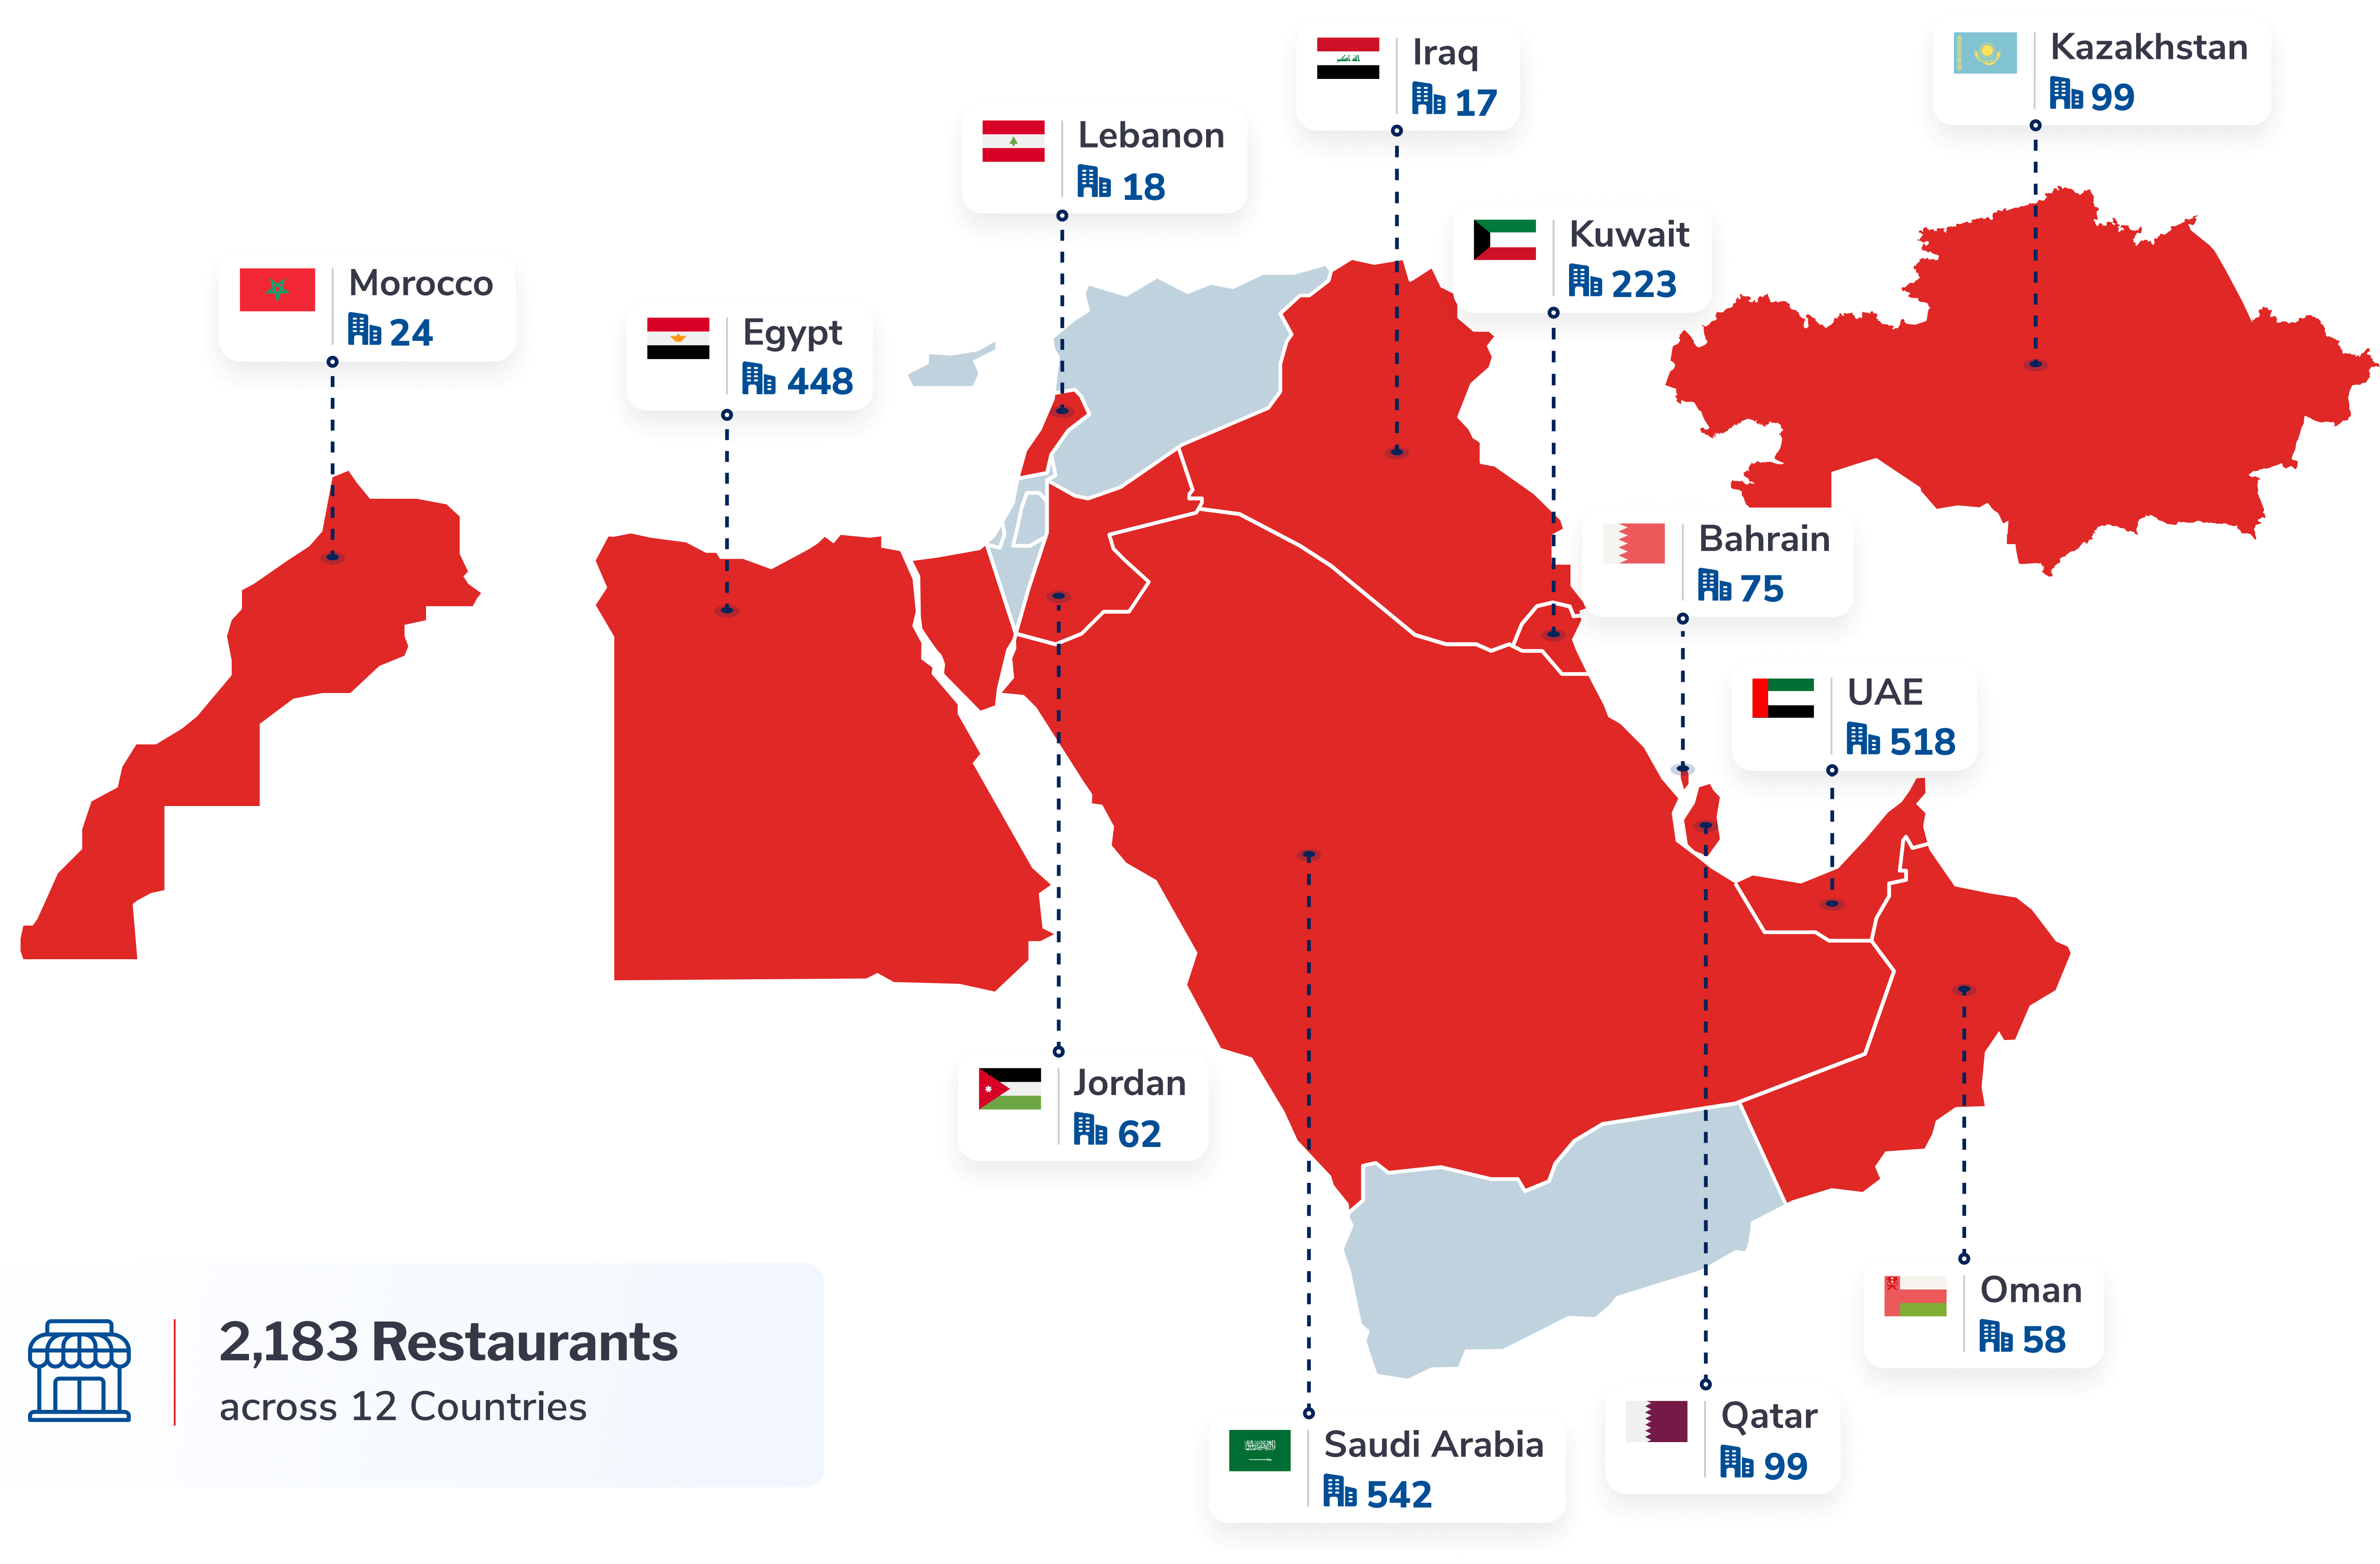 Iraq
17
Kazakhstan
99
Lebanon
18
Kuwait
223
Morocco
24
Egypt
448
Bahrain
75
UAE
518
Jordan
62
Oman
58
Qatar
99
Saudi Arabia
542
2,183 Restaurants
across 12 Countries